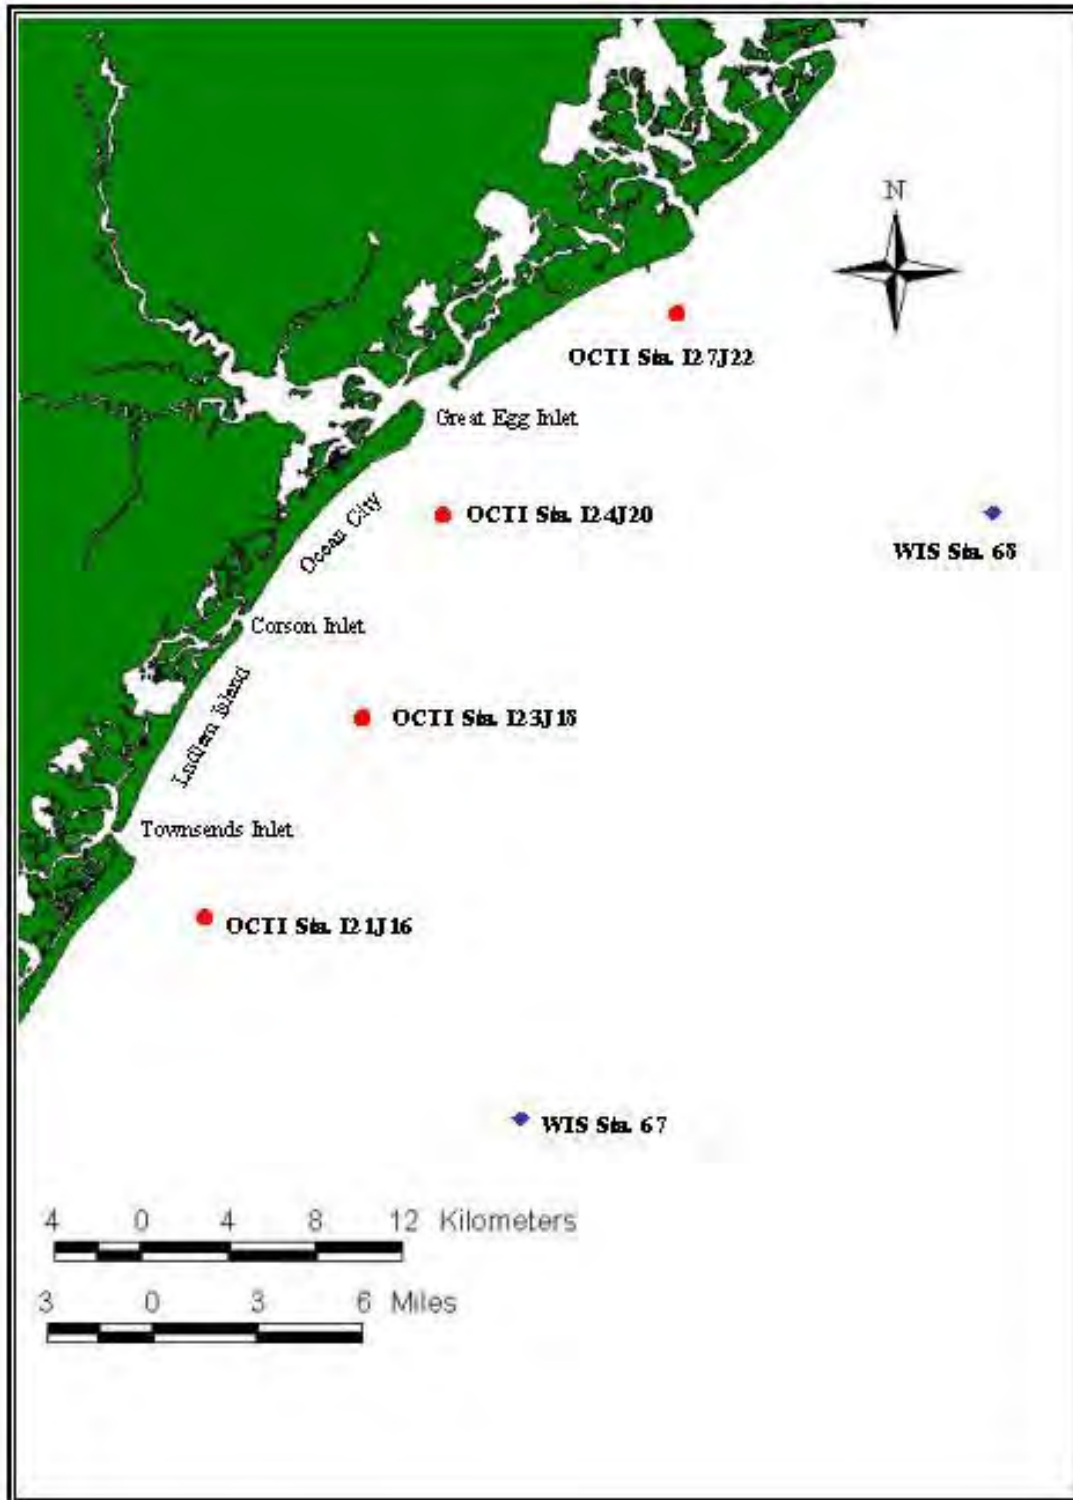 N
OCTI Sta. I27J22
Great Egg Inlet
OCTI Sta. I24J20
Ocean City
WIS Sta. 68
Corson Inlet
OCTI Sta. I23J18
Ludlam Island
Townsends Inlet
OCTI Sta. I21J16
WIS Sta. 67
4 0 4 8 12 Kilometers
3 0 3 6 Miles